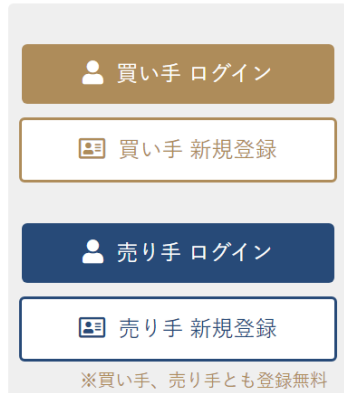 買い手 ログイン
買い手 新規登録
売り手 ログイン
売り手 新規登録
※買い手、売り手とも登録無料